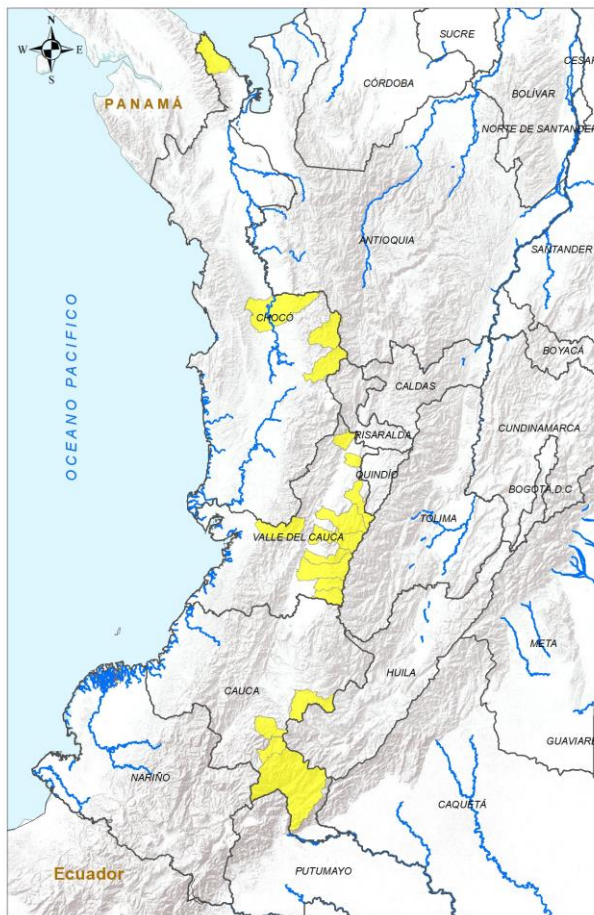 N
W E
S
SUCRE
CESAR
CÓRDOBA
BOLÍVAR
PANAMÁ
NORTE DE SANTANDER
ANTIOQUIA
SANTANDER
OCEANO PACIFICO
CHOCÓ
BOYACÁ
CALDAS
CUNDINAMARCA
RISARALDA
QUINDÍO
BOGOTÁ D.C
TOLIMA
VALLE DEL CAUCA
META
HUILA
CAUCA
GUAVIARE
NARIÑO
CAQUETÁ
Ecuador
PUTUMAYO